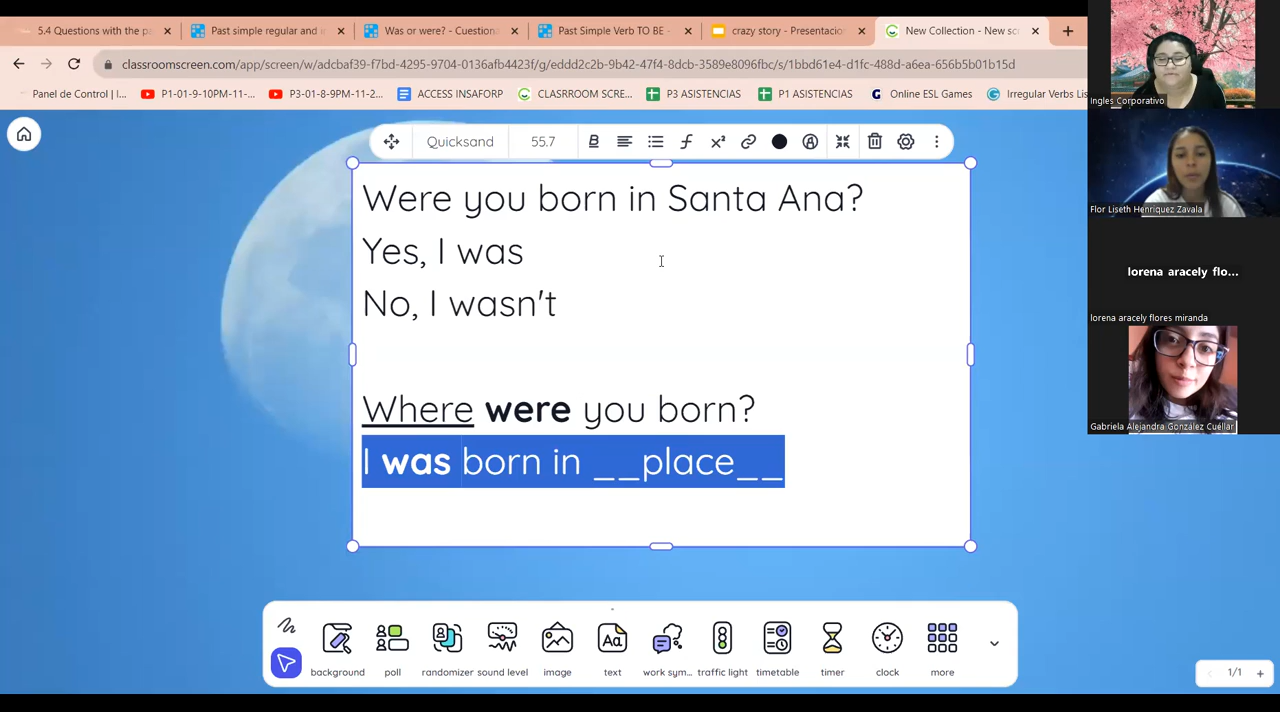 5.4 Questions with the pa
Past simple regular and i
Was or were? - Cuestiona
Past Simple Verb TO BE -
crazy story - Presentacion
New Collection - New sc
classroomscreen.com/app/screen/w/adcbaf39-f7bd-4295-9704-013bafb4423f/g/eddd2c2b-9b42-47f4-8dcb-3589e8096fbc/s/1bbd61e4-d1fc-488d-a6ea-656b5b01b15d
Panel de Control | I...
P1-01-9-10PM-11-...
P3-01-8-9PM-11-2...
ACCESS INSAFORP
CLASRROOM SCRE...
P3 ASISTENCIAS
P1 ASISTENCIAS
Online ESL Games
Irregular Verbs Lis
Quicksand
55.7
Were you born in Santa Ana?
Yes, I was
No, I wasn't
Where were you born?
I was born in __place__
background
poll
randomizer
sound level
image
text
work sym...
traffic light
timetable
timer
clock
more
1/1
Ingles Corporativo
Flor Liseth Henriquez Zavala
lorena aracely flo...
lorena aracely flores miranda
Gabriela Alejandra González Cuéllar